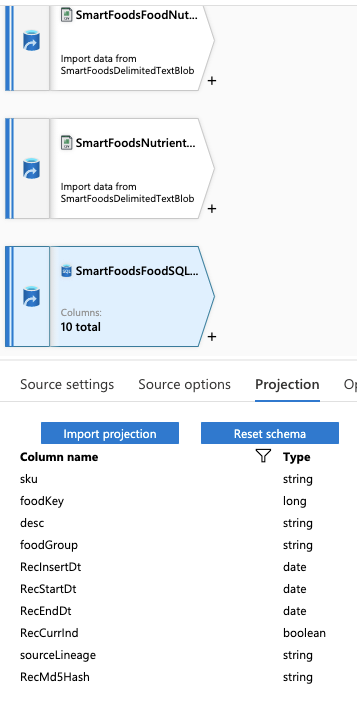 SmartFoodsFoodNut...
Import data from
SmartFoodsDelimitedTextBlob
+
SmartFoodsNutrient...
Import data from
SmartFoodsDelimitedTextBlob
+
SQL
SmartFoodsFoodSQL...
Columns:
10 total
+
Source settings Source options Projection Op
Import projection Reset schema
Column name Type
sku string
foodKey long
desc string
foodGroup string
RecInsertDt date
RecStartDt date
RecEndDt date
RecCurrInd boolean
sourceLineage string
RecMd5Hash string